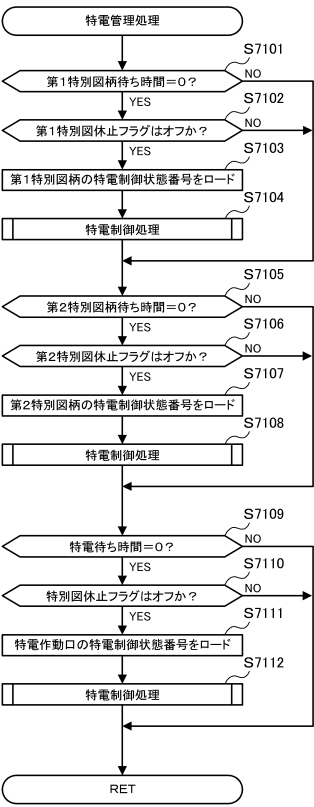 特電管理処理
S7101
第1特別図柄待ち時間＝0？
NO
YES
S7102
第1特別図休止フラグはオフか？
NO
YES
S7103
第1特別図柄の特電制御状態番号をロード
S7104
特電制御処理
S7105
第2特別図柄待ち時間＝0？
NO
YES
S7106
第2特別図休止フラグはオフか？
NO
YES
S7107
第2特別図柄の特電制御状態番号をロード
S7108
特電制御処理
S7109
特電待ち時間＝0？
NO
YES
S7110
特別図休止フラグはオフか？
NO
YES
S7111
特電作動口の特電制御状態番号をロード
S7112
特電制御処理
RET